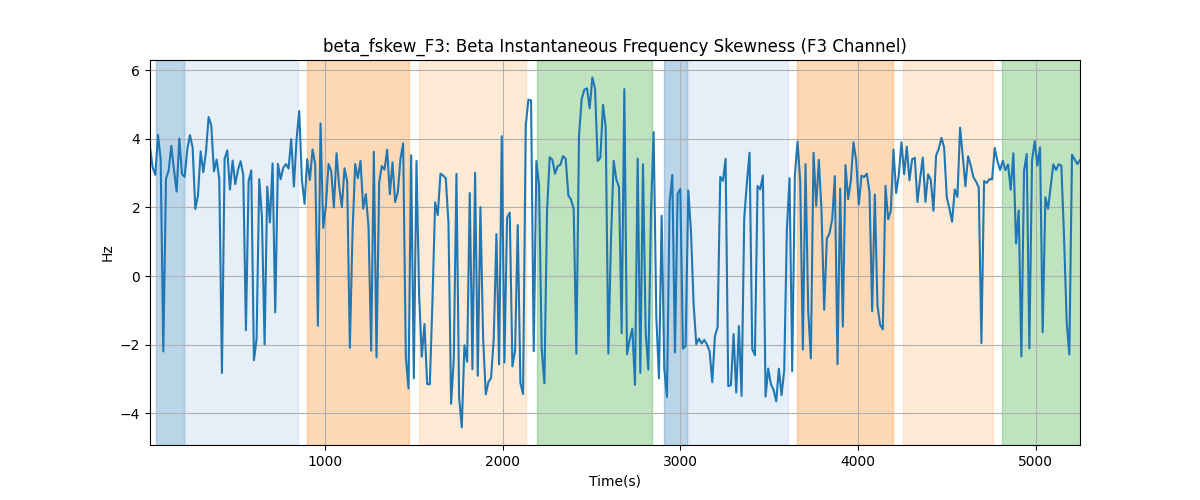 beta_fskew_F3: Beta Instantaneous Frequency Skewness (F3 Channel)
6
4
2
0
−2
−4
Hz
1000 2000 3000 4000 5000
Time(s)